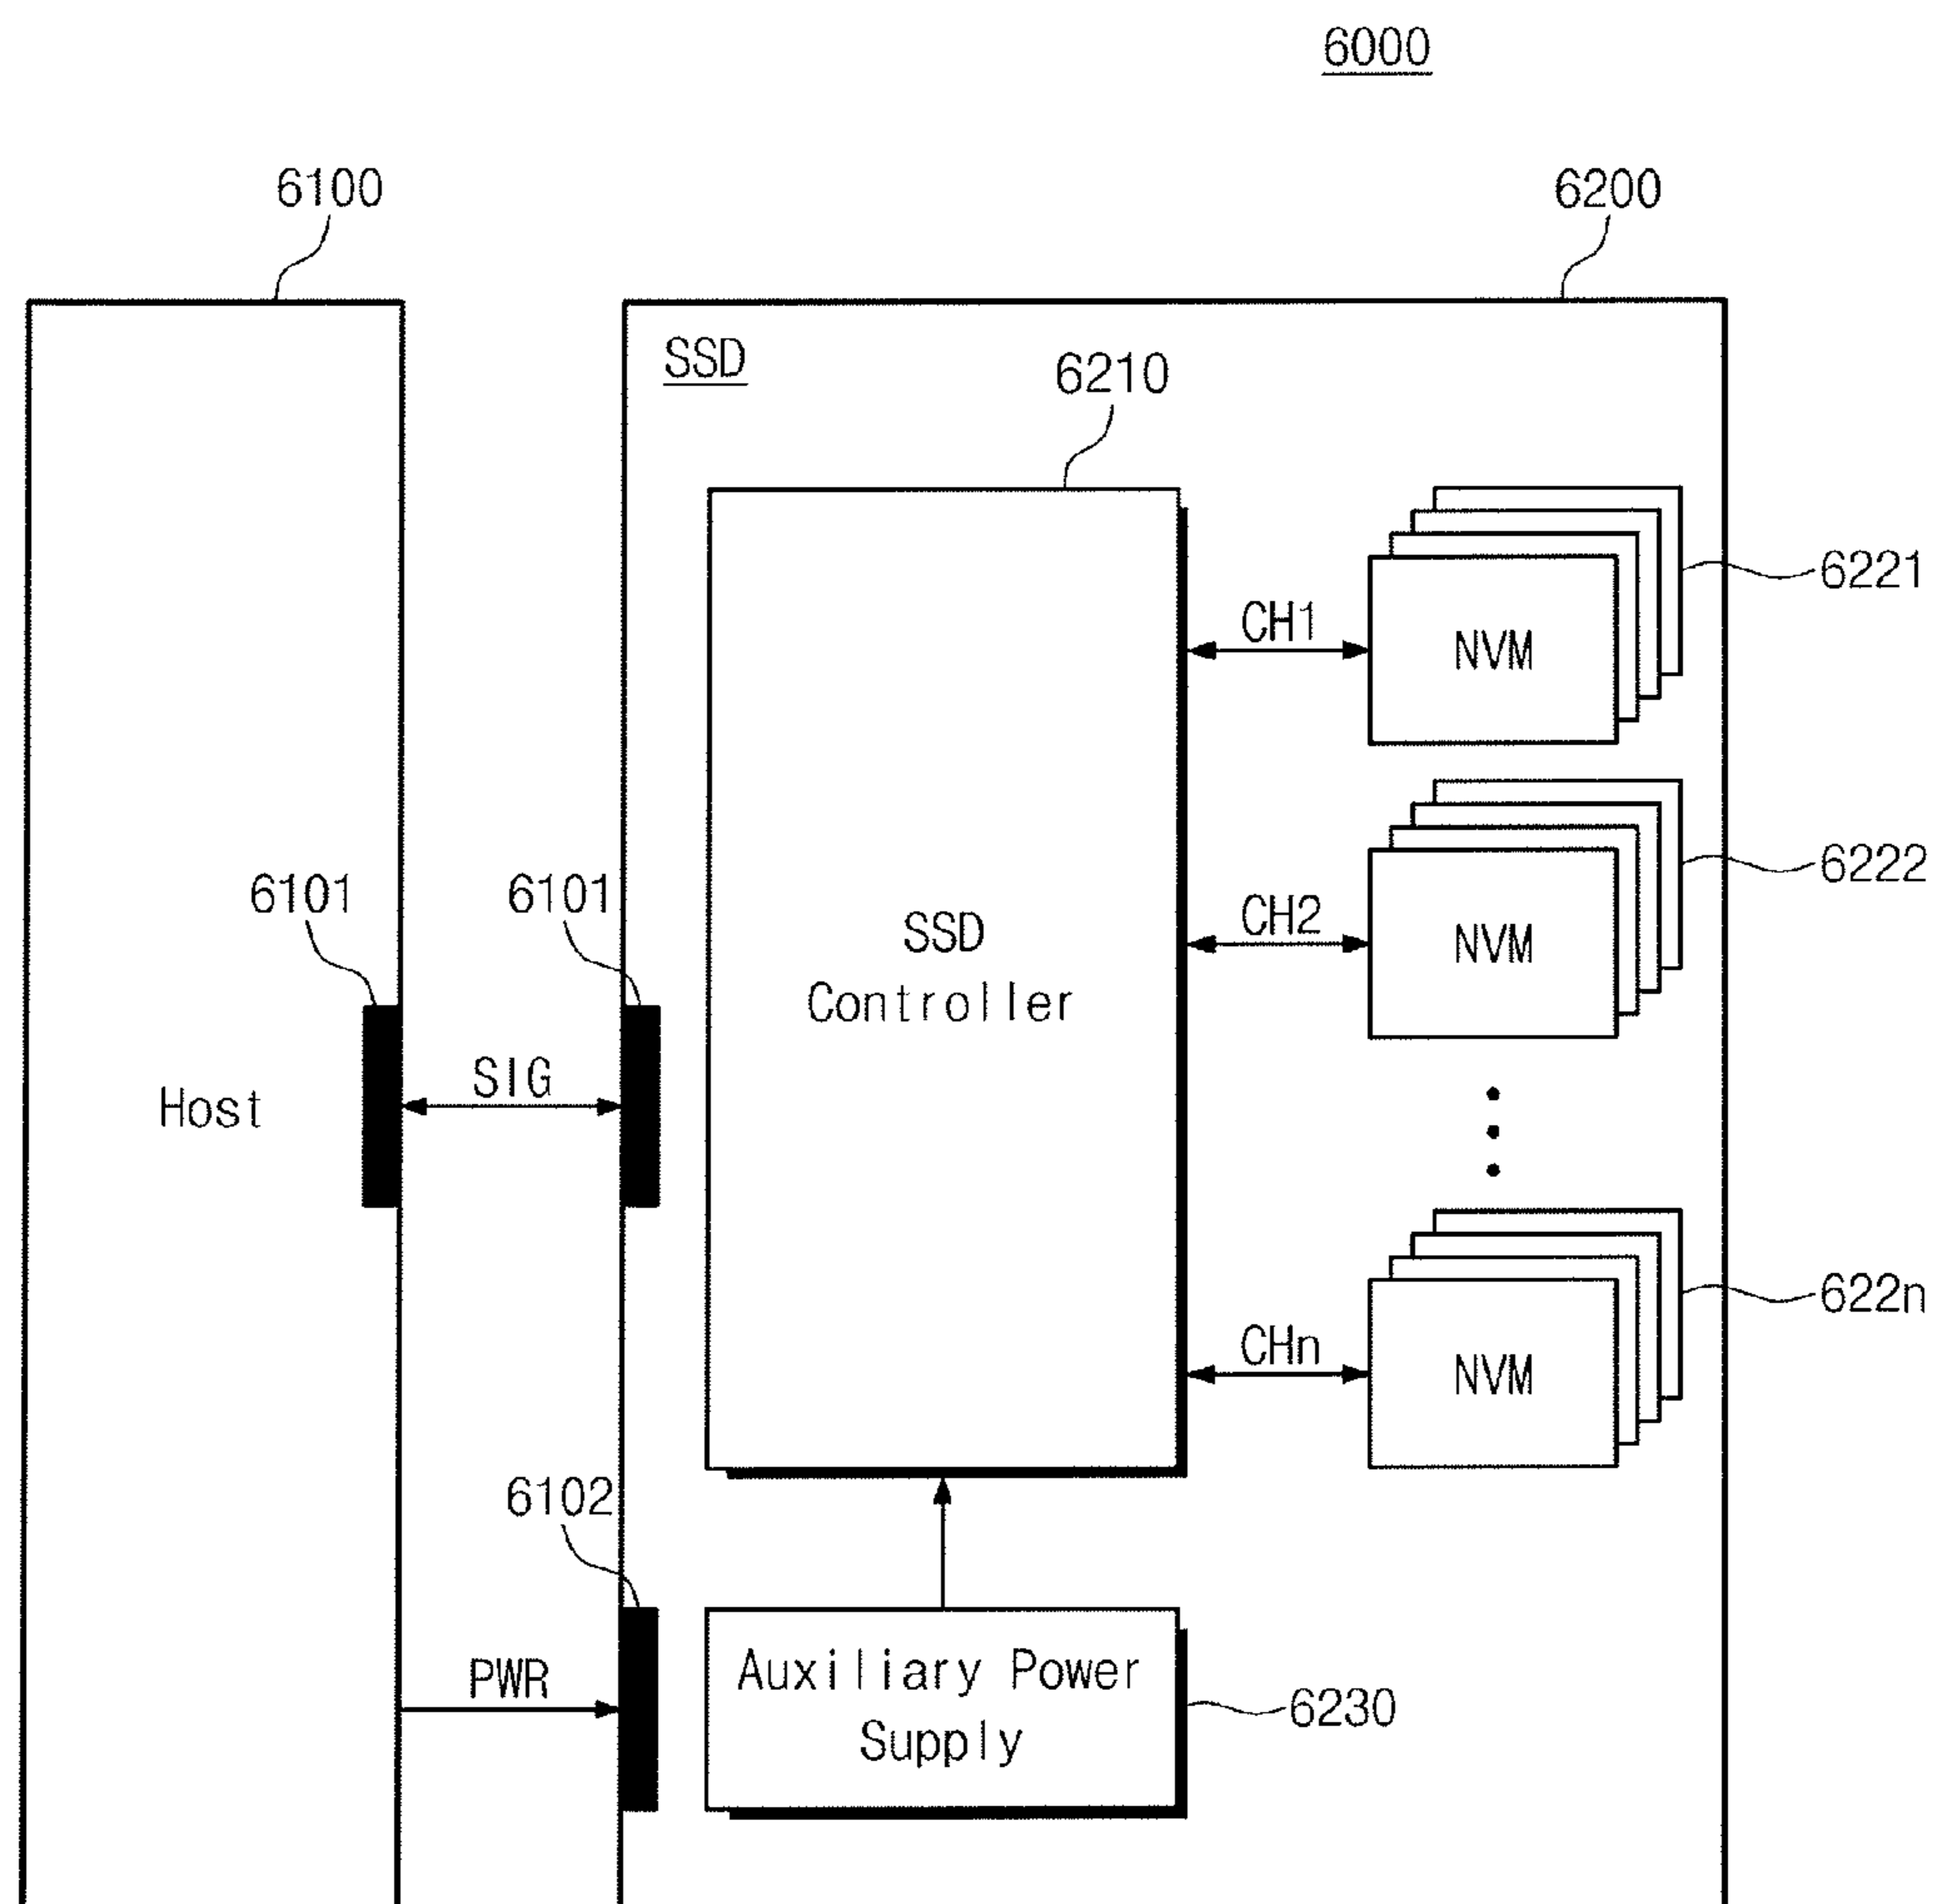 6000
6100
6200
SSD
6210
6221
CH1
NVM
6222
6101
6101
CH2
NVM
SSD
Controller
SIG
Host
622n
CHn
NVM
6102
Auxiliary Power
Supply
PWR
6230